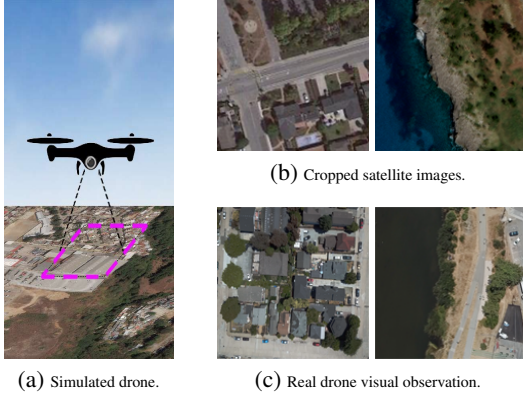 (b) Cropped satellite images.
(a) Simulated drone.
(c) Real drone visual observation.